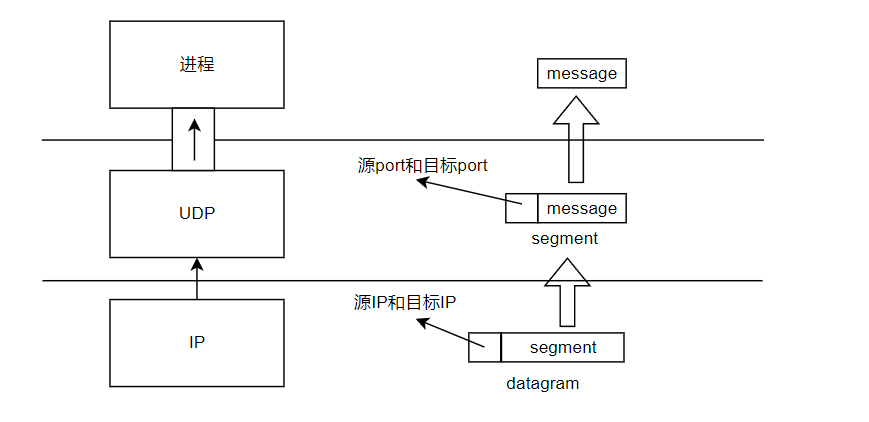 进程
message
源port和目标port
UDP
message
segment
源IP和目标IP
IP
segment
datagram